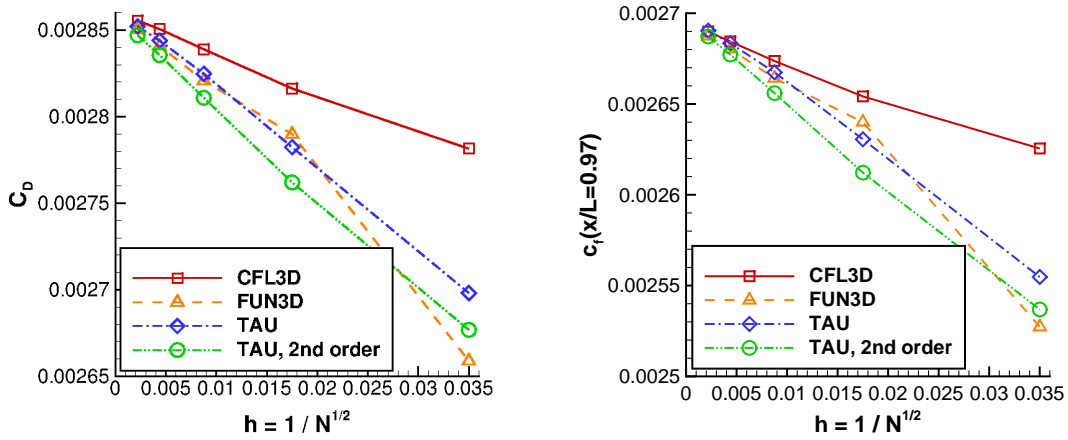 C_D
0.00285
0.0028
0.00275
0.0027
0.00265
CFL3D
FUN3D
TAU
TAU, 2nd order
0 0.005 0.01 0.015 0.02 0.025 0.03 0.035
h = 1 / N^{1/2}
c_f(x/L=0.97)
0.0027
0.00265
0.0026
0.00255
0.0025
CFL3D
FUN3D
TAU
TAU, 2nd order
0 0.005 0.01 0.015 0.02 0.025 0.03 0.035
h = 1 / N^{1/2}